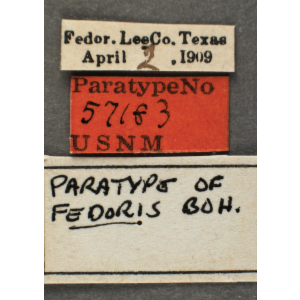 Fedor. LeeCo. Texas
April 2, 1909
ParatypeNo
57183
USNM
PARATYPE OF
FEDORIS BOH.